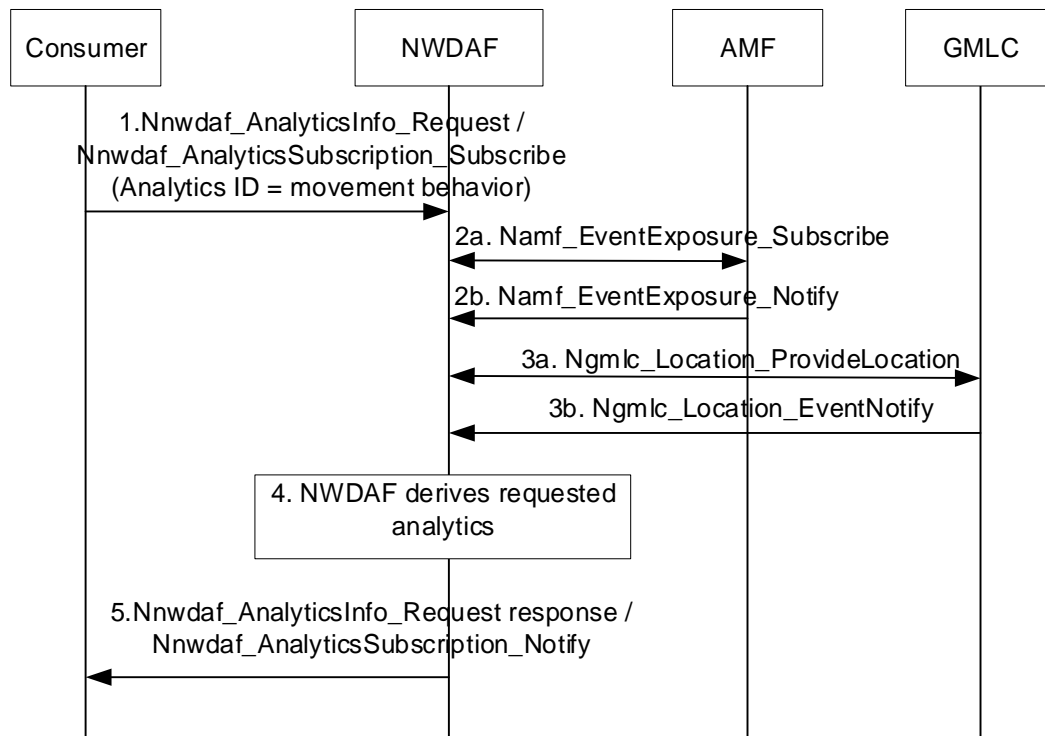 Consumer
NWDAF
AMF
GMLC
1.Nnwdaf_AnalyticsInfo_Request /
Nnwdaf_AnalyticsSubscription_Subscribe
(Analytics ID = movement behavior)
2a. Namf_EventExposure_Subscribe
2b. Namf_EventExposure_Notify
3a. Ngmlc_Location_ProvideLocation
3b. Ngmlc_Location_EventNotify
4. NWDAF derives requested
analytics
5.Nnwdaf_AnalyticsInfo_Request response /
Nnwdaf_AnalyticsSubscription_Notify